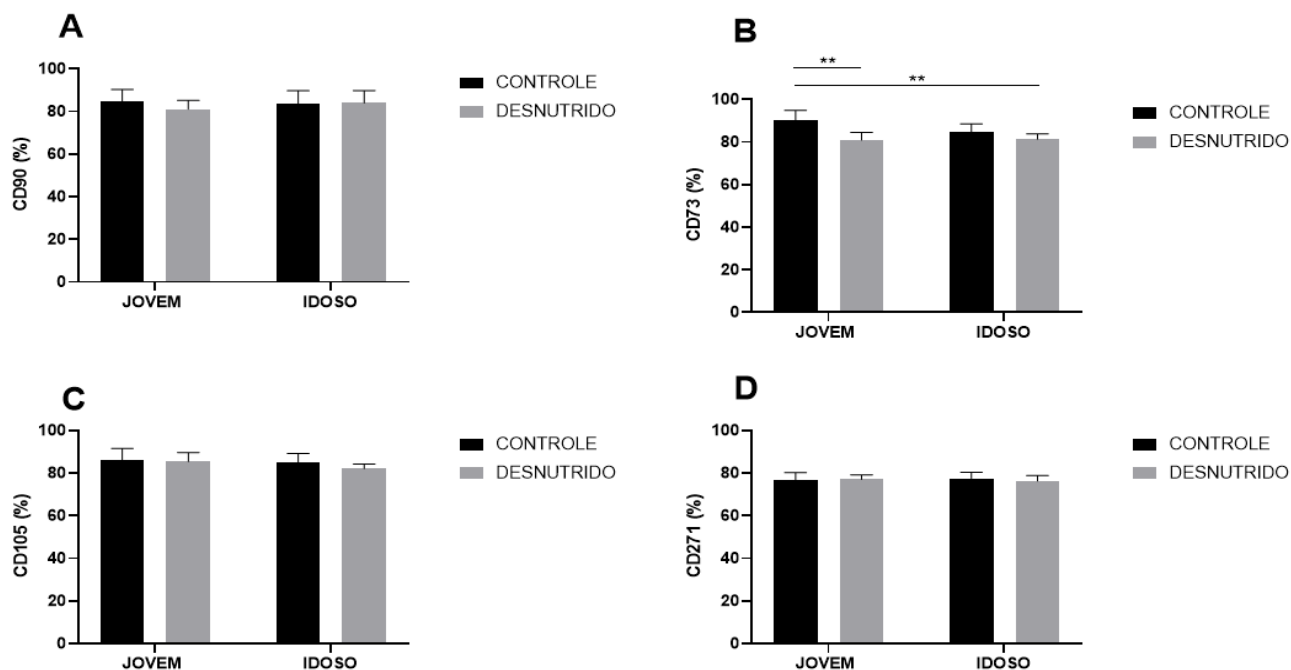 A
CD90 (%)
100
80
60
40
20
0
JOVEM
IDOSO
CONTROLE
DESNUTRIDO
B
**
**
CD73 (%)
100
80
60
40
20
0
JOVEM
IDOSO
CONTROLE
DESNUTRIDO
C
CD105 (%)
100
80
60
40
20
0
JOVEM
IDOSO
CONTROLE
DESNUTRIDO
D
CD271 (%)
100
80
60
40
20
0
JOVEM
IDOSO
CONTROLE
DESNUTRIDO